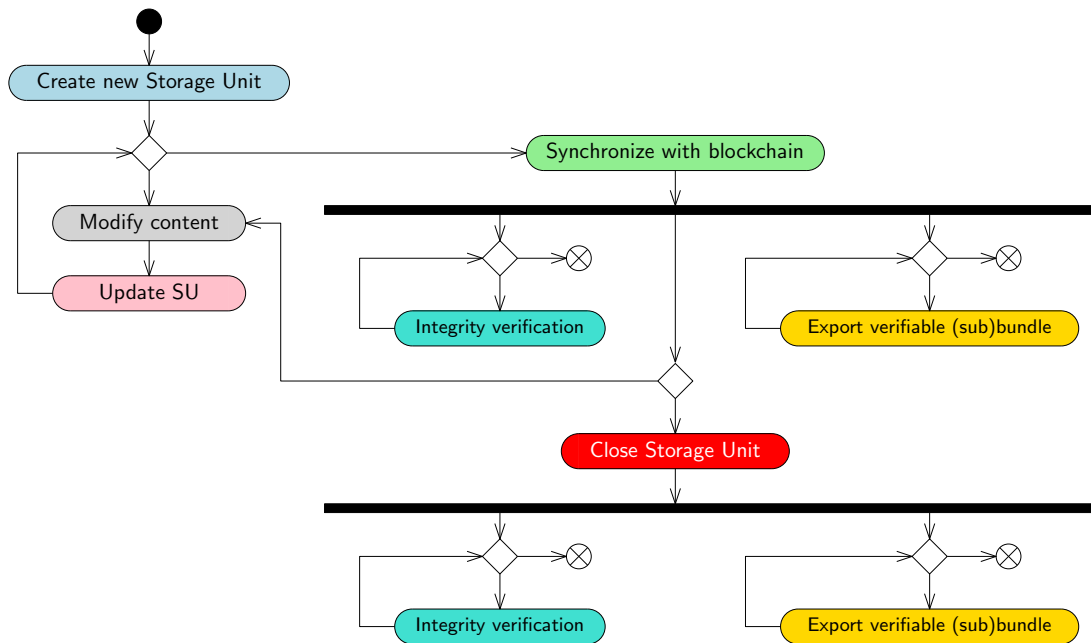 Create new Storage Unit
Synchronize with blockchain
Modify content
Update SU
Integrity verification
Export verifiable (sub)bundle
Close Storage Unit
Integrity verification
Export verifiable (sub)bundle